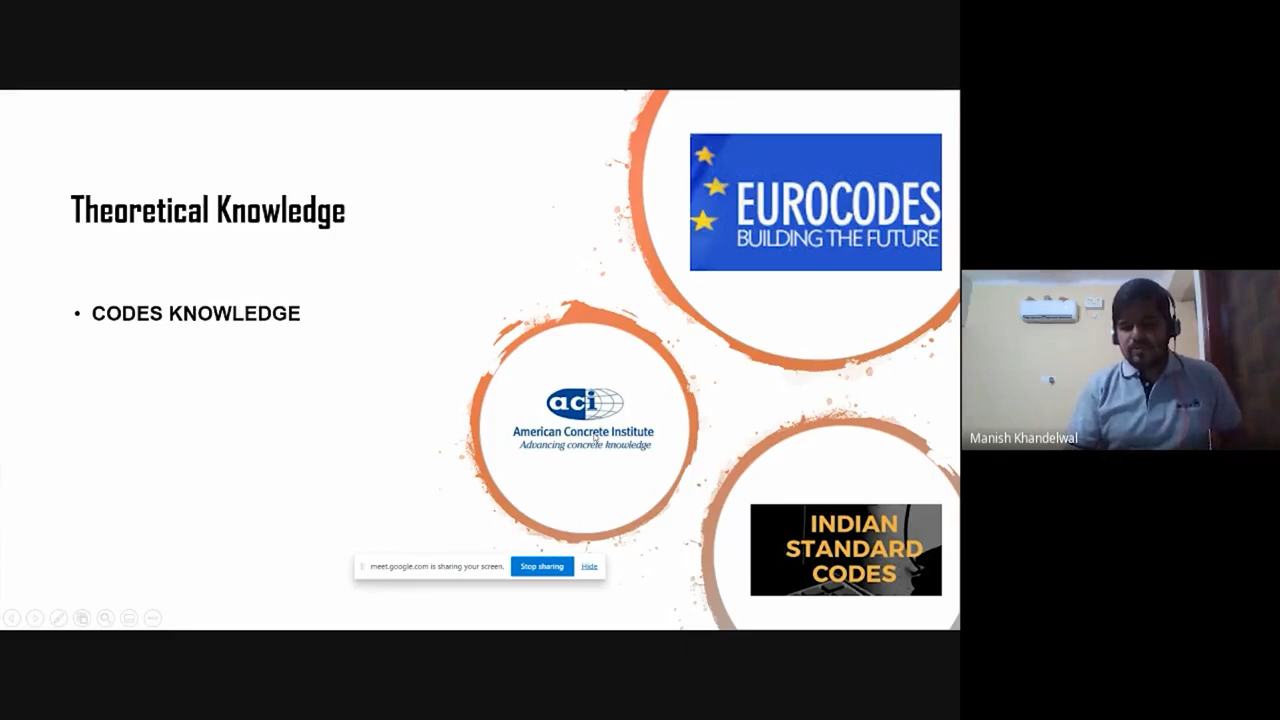 Theoretical Knowledge
• CODES KNOWLEDGE
EUROCODES
BUILDING THE FUTURE
aci
American Concrete Institute
Advancing concrete knowledge
INDIAN
STANDARD
CODES
meet.google.com is sharing your screen.
Stop sharing
Hide
Manish Khandelwal